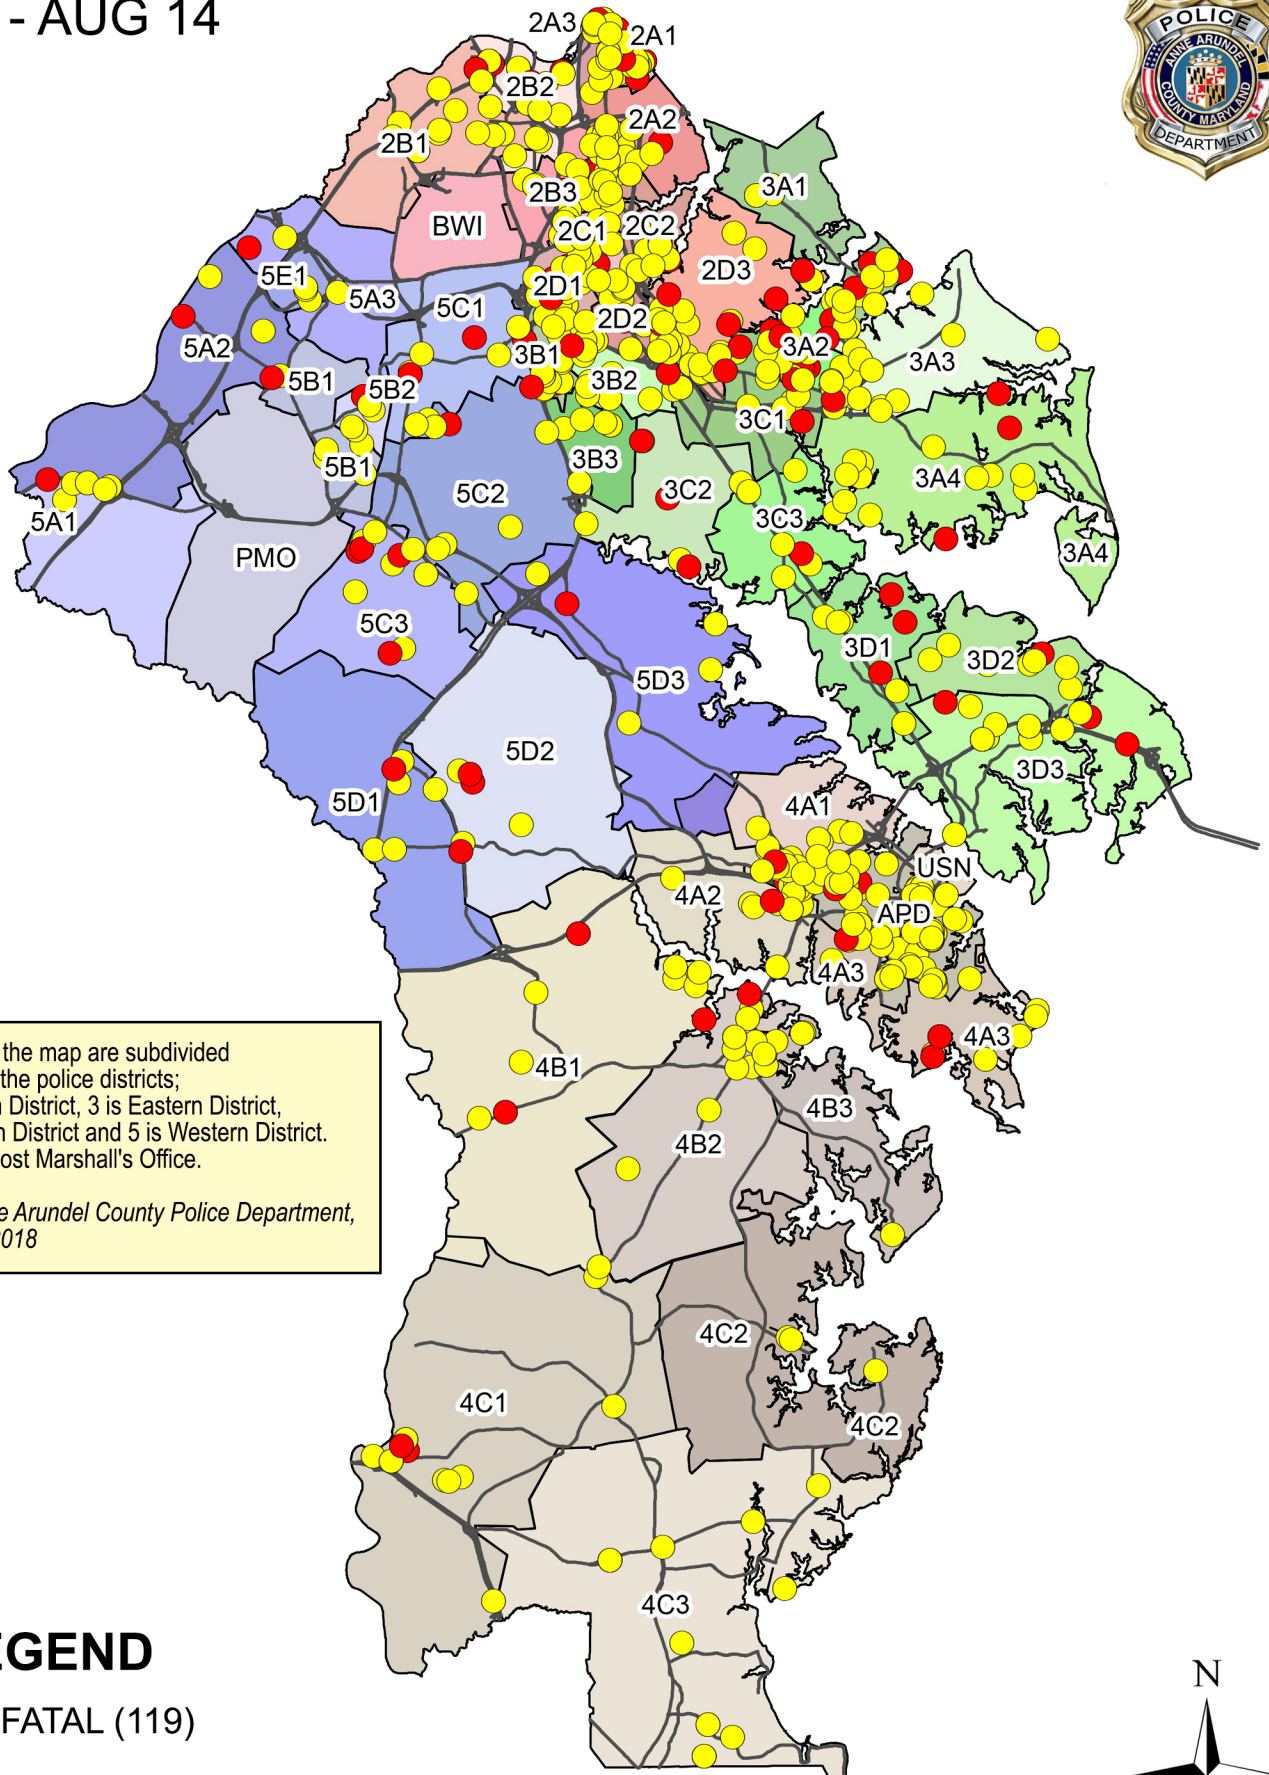 - AUG 14
POLICE
ANNE ARUNDEL
COUNTY MARYLAND
DEPARTMENT
2A3
2A1
2B2
2A2
2B1
3A1
2B3
BWI
2C1
2C2
2D3
5E1
5A3
2D1
5C1
2D2
5A2
3B1
3A2
3A3
5B1
5B2
3B2
3C1
3B3
5B1
3A4
5C2
3C2
5A1
3C3
3A4
PMO
5C3
3D1
3D2
5D3
5D2
3D3
5D1
4A1
USN
4A2
APD
4A3
4A3
4B1
4B3
4B2
4C2
4C1
4C2
4C3
the map are subdivided
the police districts;
District, 3 is Eastern District,
District and 5 is Western District.
Marshall's Office.
Arundel County Police Department,
FATAL (119)
N